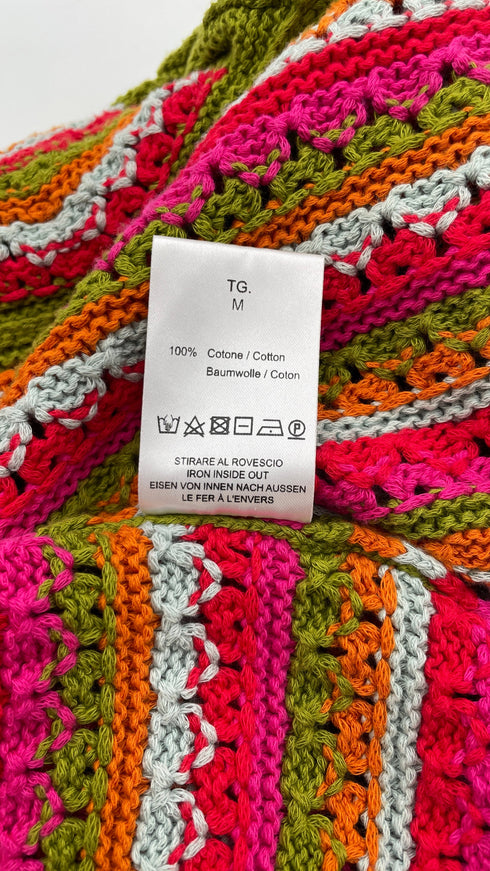 TG.
M
100% Cotone / Cotton
Baumwolle / Coton
P
STIRARE AL ROVESCIO
IRON INSIDE OUT
EISEN VON INNEN NACH AUSSEN
LE FER À L'ENVERS